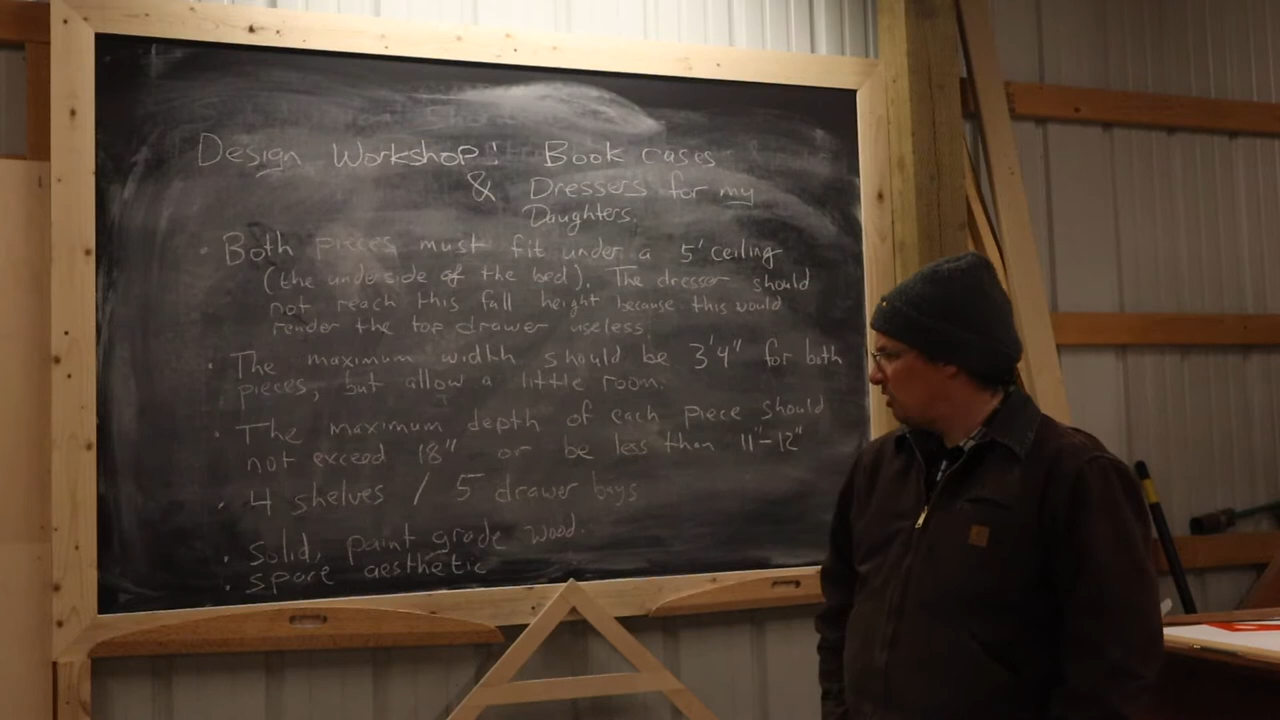 Design Workshop! Book cases
& Dressers for my
Daughters.
• Both pieces must fit under a 5' ceiling
(the underside of the bed). The dresser should
not reach this full height because this would
render the top drawer useless.
• The maximum width should be 3'4" for both
pieces, but allow a little room.
• The maximum depth of each piece should
not exceed 18" or be less than 11"-12"
• 4 shelves / 5 drawer bays
• Solid, paint grade wood.
• spare aesthetic